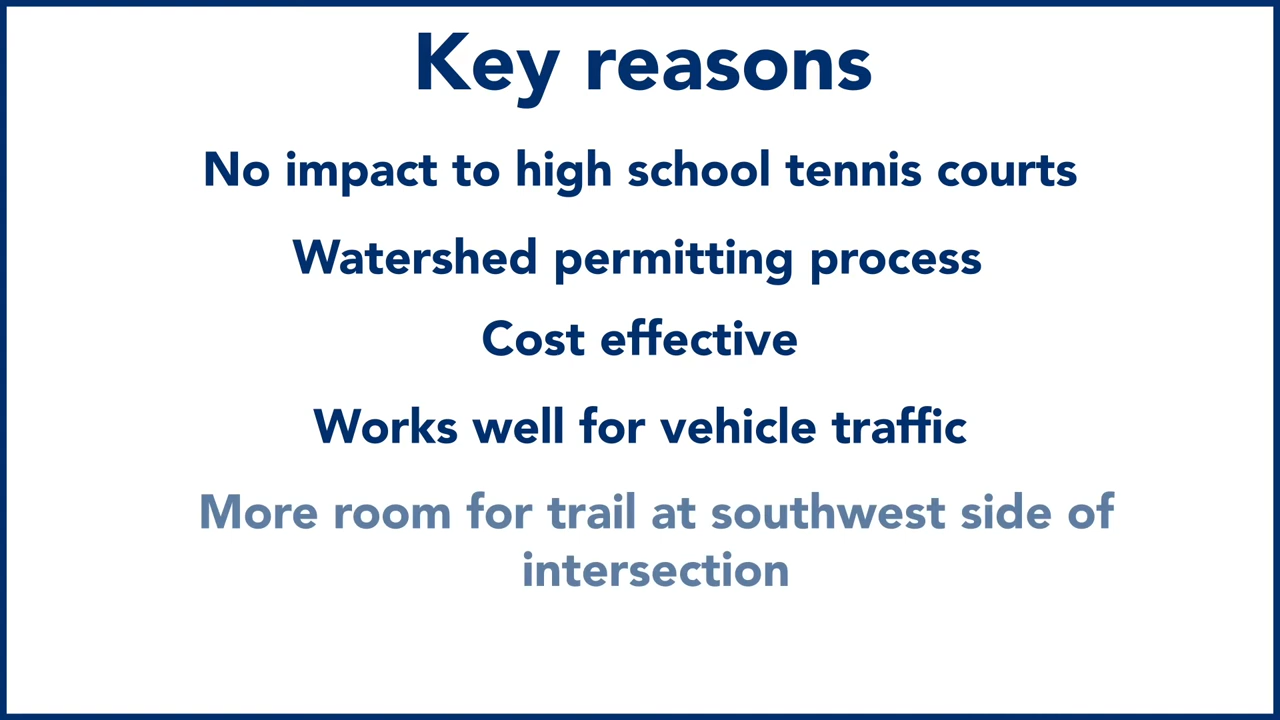 Key reasons
No impact to high school tennis courts
Watershed permitting process
Cost effective
Works well for vehicle traffic
More room for trail at southwest side of
intersection